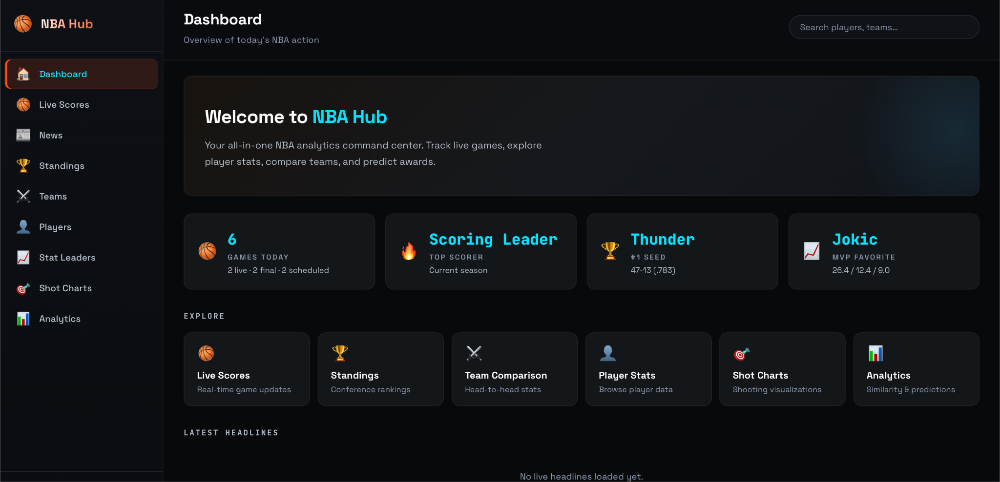 NBA Hub
Dashboard
Live Scores
News
Standings
Teams
Players
Stat Leaders
Shot Charts
Analytics
Dashboard
Overview of today's NBA action
Search players, teams...
Welcome to NBA Hub
Your all-in-one NBA analytics command center. Track live games, explore
player stats, compare teams, and predict awards.
6
GAMES TODAY
2 live · 2 final · 2 scheduled
Scoring Leader
TOP SCORER
Current season
Thunder
#1 SEED
47-13 (.783)
Jokic
MVP FAVORITE
26.4 / 12.4 / 9.0
EXPLORE
Live Scores
Real-time game updates
Standings
Conference rankings
Team Comparison
Head-to-head stats
Player Stats
Browse player data
Shot Charts
Shooting visualizations
Analytics
Similarity & predictions
LATEST HEADLINES
No live headlines loaded yet.